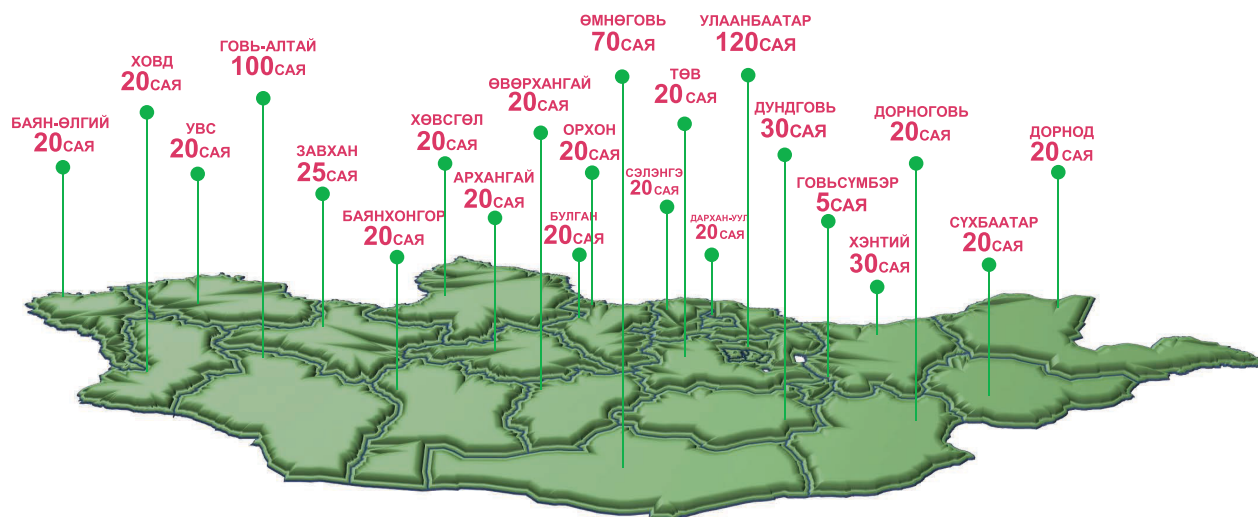 БАЯН-ӨЛГИЙ
20САЯ
ХОВД
20САЯ
УВС
20САЯ
ГОВЬ-АЛТАЙ
100САЯ
ЗАВХАН
25САЯ
БАЯНХОНГОР
20САЯ
ХӨВСГӨЛ
20САЯ
АРХАНГАЙ
20САЯ
ӨВӨРХАНГАЙ
20САЯ
БУЛГАН
20САЯ
ОРХОН
20САЯ
ӨМНӨГОВЬ
70САЯ
СЭЛЭНГЭ
20САЯ
ТӨВ
20САЯ
ДАРХАН-УУЛ
20САЯ
УЛААНБААТАР
120САЯ
ДУНДГОВЬ
30САЯ
ГОВЬСҮМБЭР
5САЯ
ХЭНТИЙ
30САЯ
ДОРНОГОВЬ
20САЯ
СҮХБААТАР
20САЯ
ДОРНОД
20САЯ